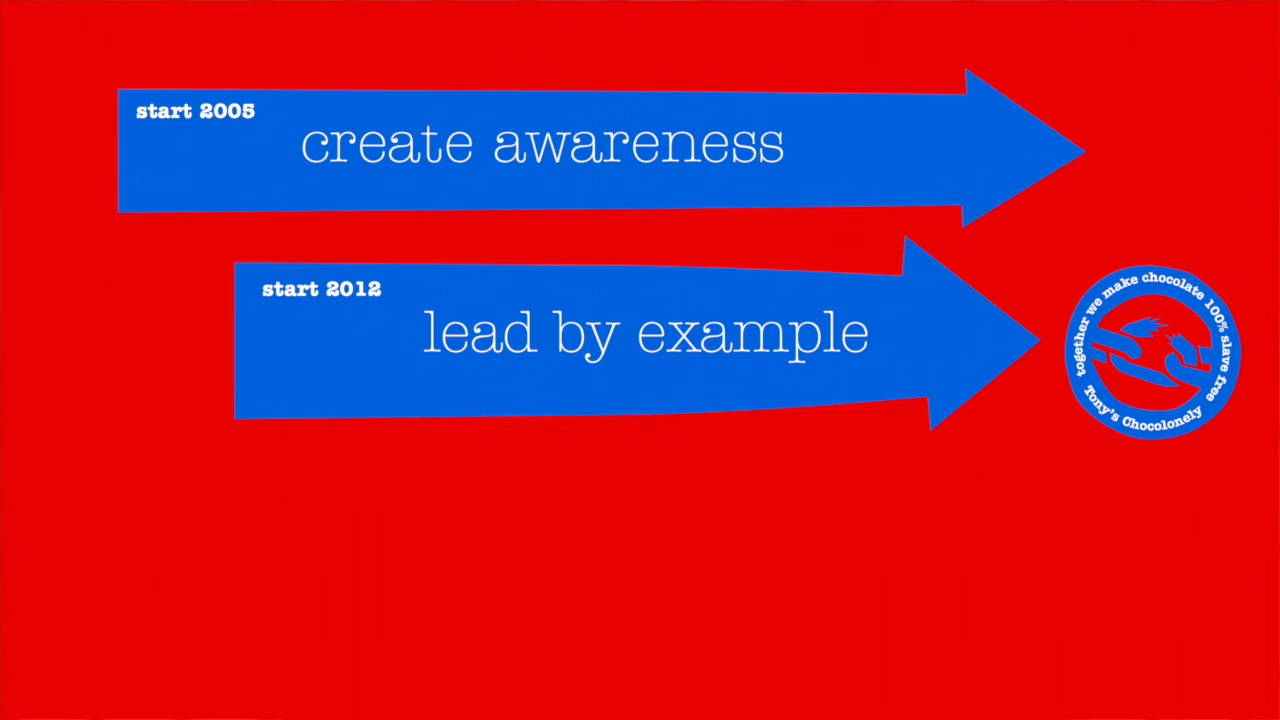 start 2005
create awareness
start 2012
lead by example
together we make chocolate 100% slave free
Tony's Chocolonely